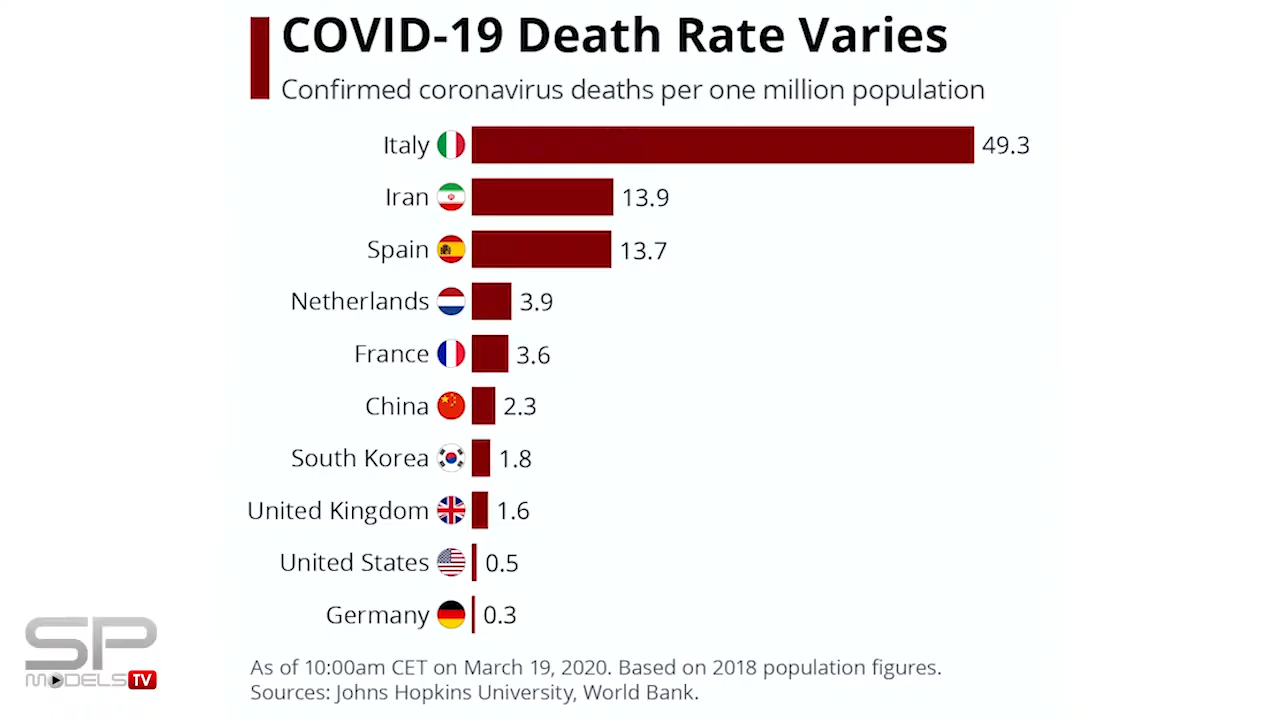 COVID-19 Death Rate Varies
Confirmed coronavirus deaths per one million population
Italy 49.3
Iran 13.9
Spain 13.7
Netherlands 3.9
France 3.6
China 2.3
South Korea 1.8
United Kingdom 1.6
United States 0.5
Germany 0.3
As of 10:00am CET on March 19, 2020. Based on 2018 population figures.
Sources: Johns Hopkins University, World Bank.
SP
MODELS TV